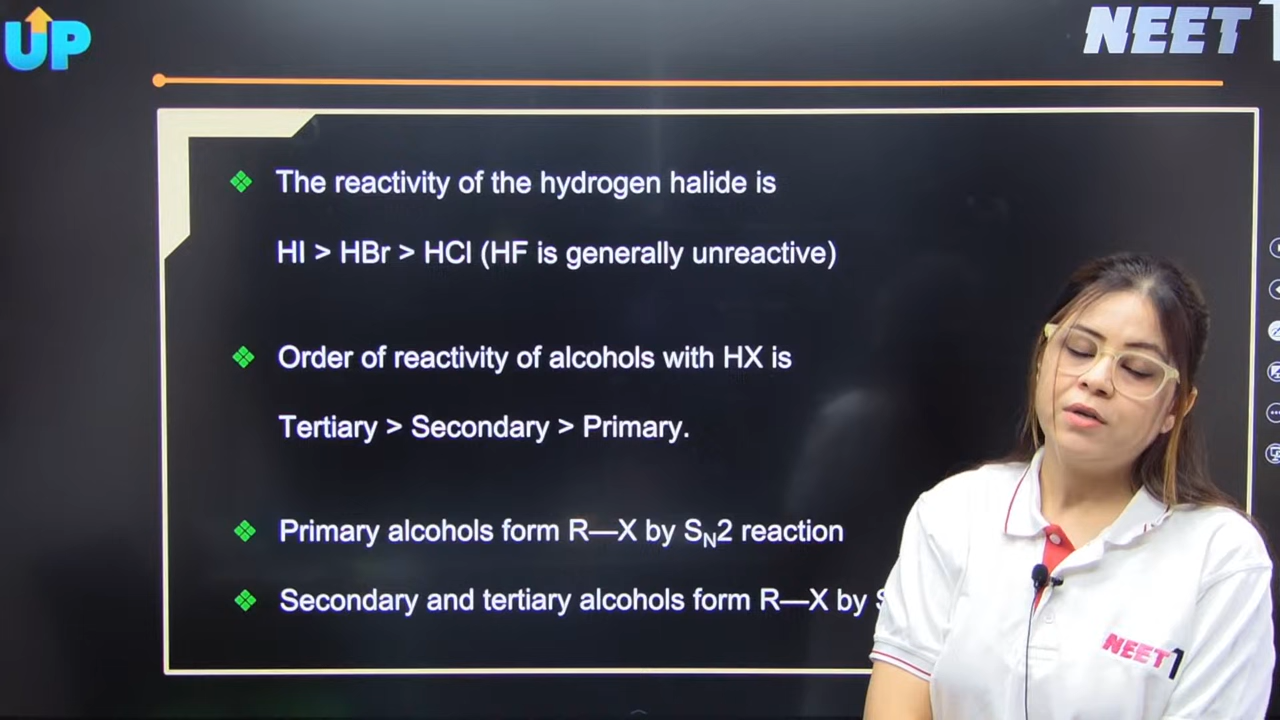 UP
NEET
The reactivity of the hydrogen halide is
HI > HBr > HCl (HF is generally unreactive)
Order of reactivity of alcohols with HX is
Tertiary > Secondary > Primary.
Primary alcohols form R—X by SN2 reaction
Secondary and tertiary alcohols form R—X by
NEET